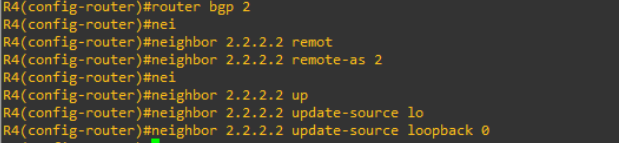 R4(config-router)#router bgp 2
R4(config-router)#nei
R4(config-router)#neighbor 2.2.2.2 remot
R4(config-router)#neighbor 2.2.2.2 remote-as 2
R4(config-router)#nei
R4(config-router)#neighbor 2.2.2.2 up
R4(config-router)#neighbor 2.2.2.2 update-source lo
R4(config-router)#neighbor 2.2.2.2 update-source loopback 0